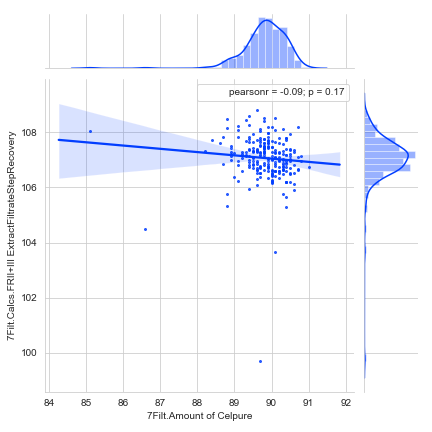 pearsonr = -0.09; p = 0.17
7Filt.Calcs.FRII+III ExtractFiltrateStepRecovery
108
106
104
102
100
84 85 86 87 88 89 90 91 92
7Filt.Amount of Celpure